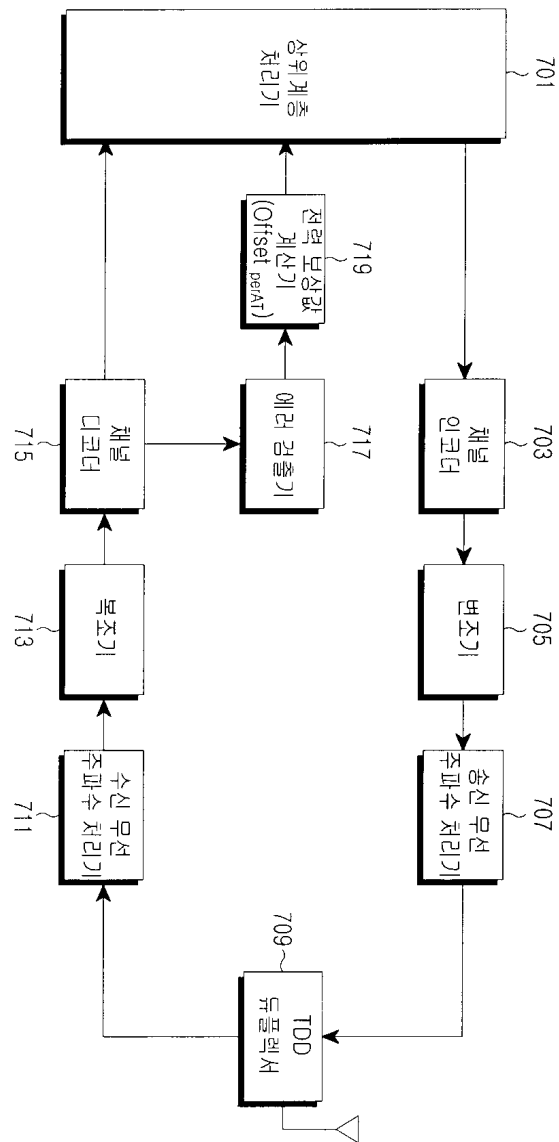 701
상위계층
처리기
703
채널
인코더
705
변조기
707
송신 무선
주파수 처리기
709
TDD
듀플렉서
711
수신 무선
주파수 처리기
713
복조기
715
채널
디코더
717
에러 검출기
719
전력 보상값
계산기
(Offset perAT)